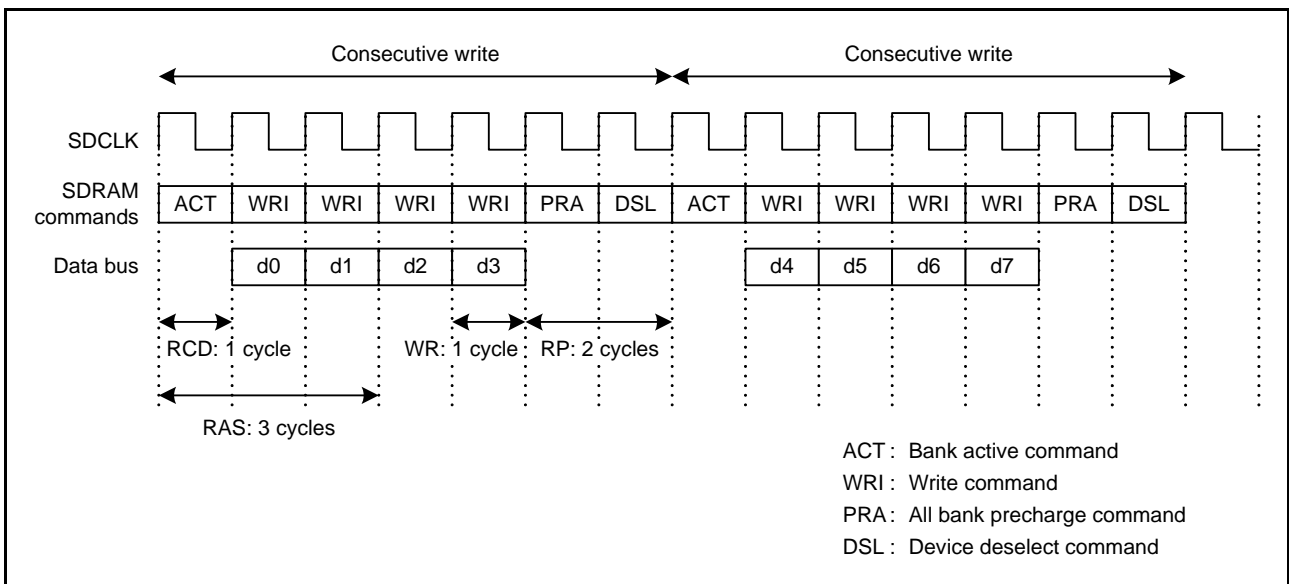 Consecutive write Consecutive write
SDCLK
SDRAM
commands
ACT WRI WRI WRI WRI PRA DSL ACT WRI WRI WRI WRI PRA DSL
Data bus d0 d1 d2 d3 d4 d5 d6 d7
RCD: 1 cycle WR: 1 cycle RP: 2 cycles
RAS: 3 cycles
ACT : Bank active command
WRI : Write command
PRA : All bank precharge command
DSL : Device deselect command